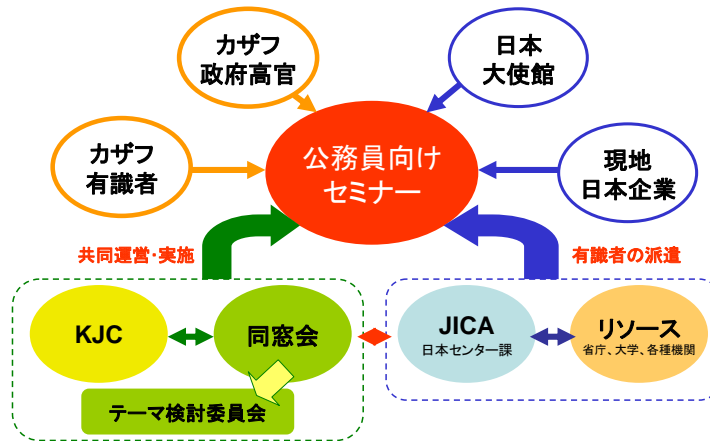 カザフ
政府高官
日本
大使館
カザフ
有識者
公務員向け
セミナー
現地
日本企業
共同運営・実施
有識者の派遣
KJC
同窓会
JICA
日本センター課
リソース
省庁、大学、各種機関
テーマ検討委員会